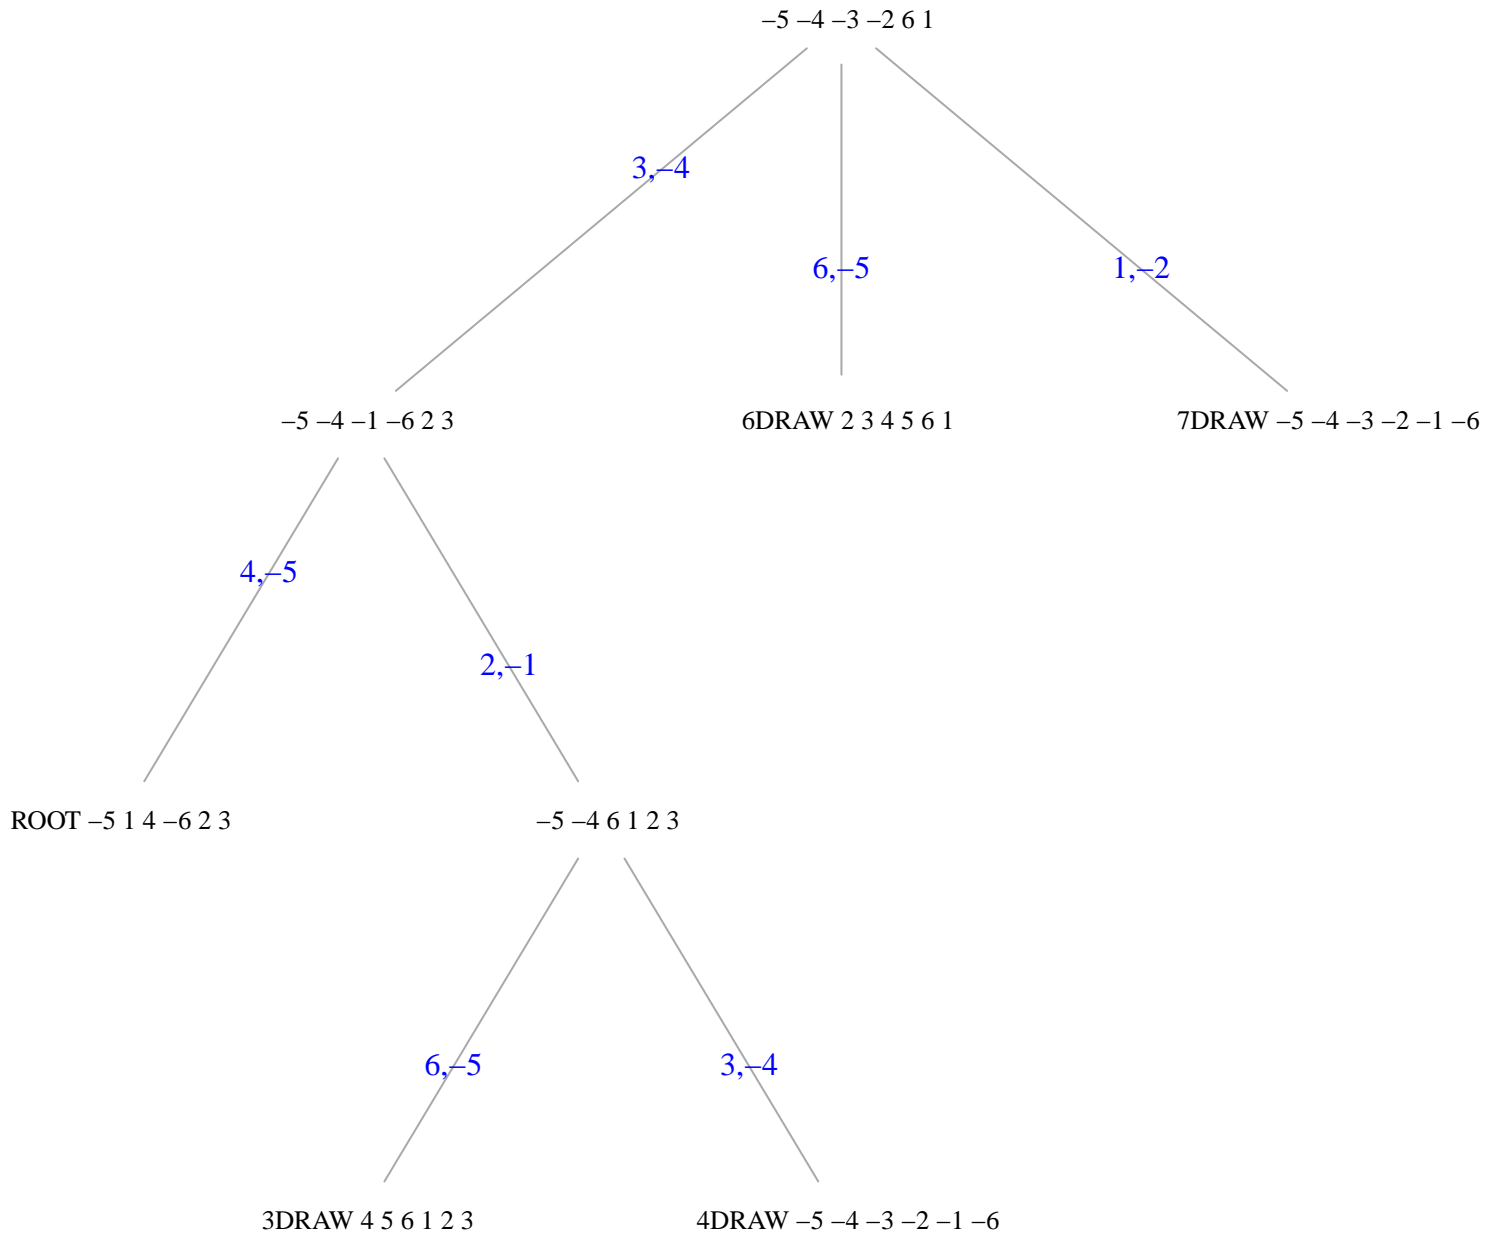 –5 –4 –3 –2 6 1
3,–4
6,–5
1,–2
–5 –4 –1 –6 2 3
6DRAW 2 3 4 5 6 1
7DRAW –5 –4 –3 –2 –1 –6
4,–5
2,–1
ROOT –5 1 4 –6 2 3
–5 –4 6 1 2 3
6,–5
3,–4
3DRAW 4 5 6 1 2 3
4DRAW –5 –4 –3 –2 –1 –6